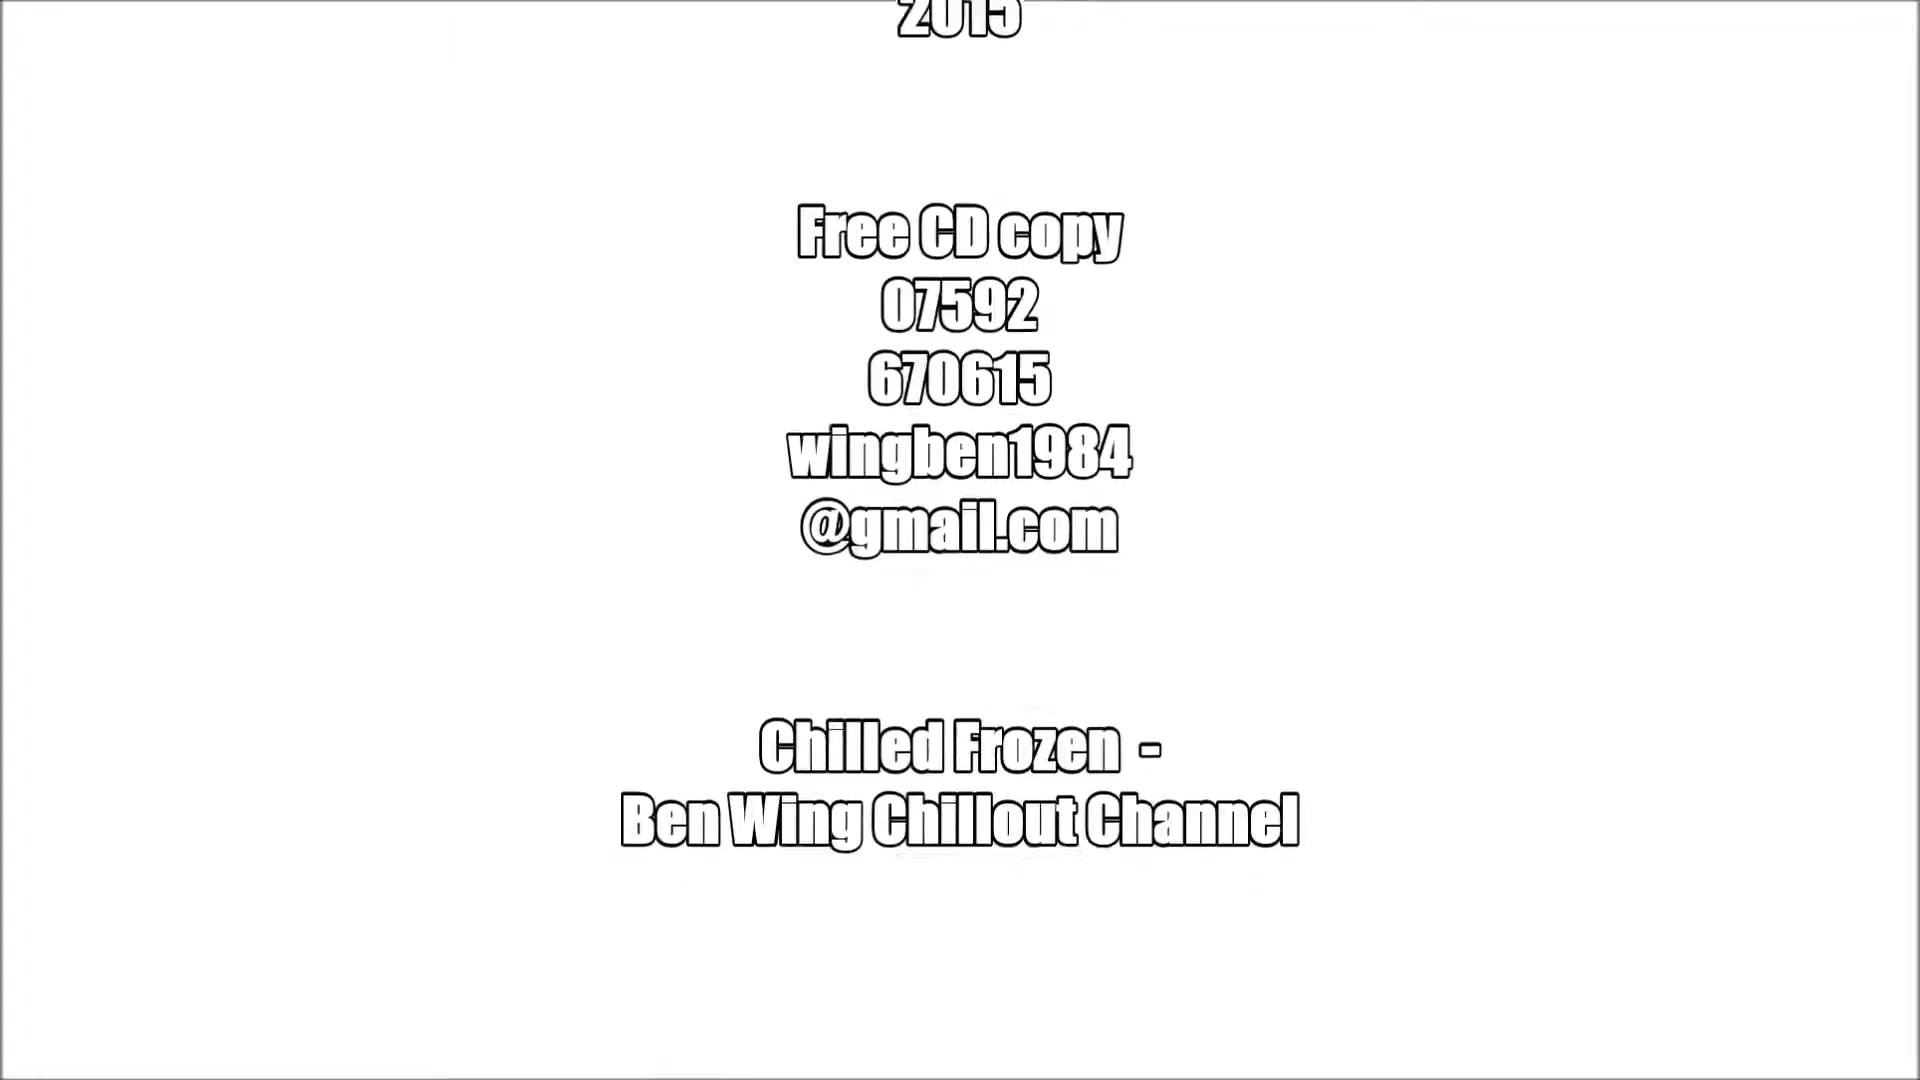 2015
Free CD copy
07592
670615
wingben1984
@gmail.com
Chilled Frozen -
Ben Wing Chillout Channel